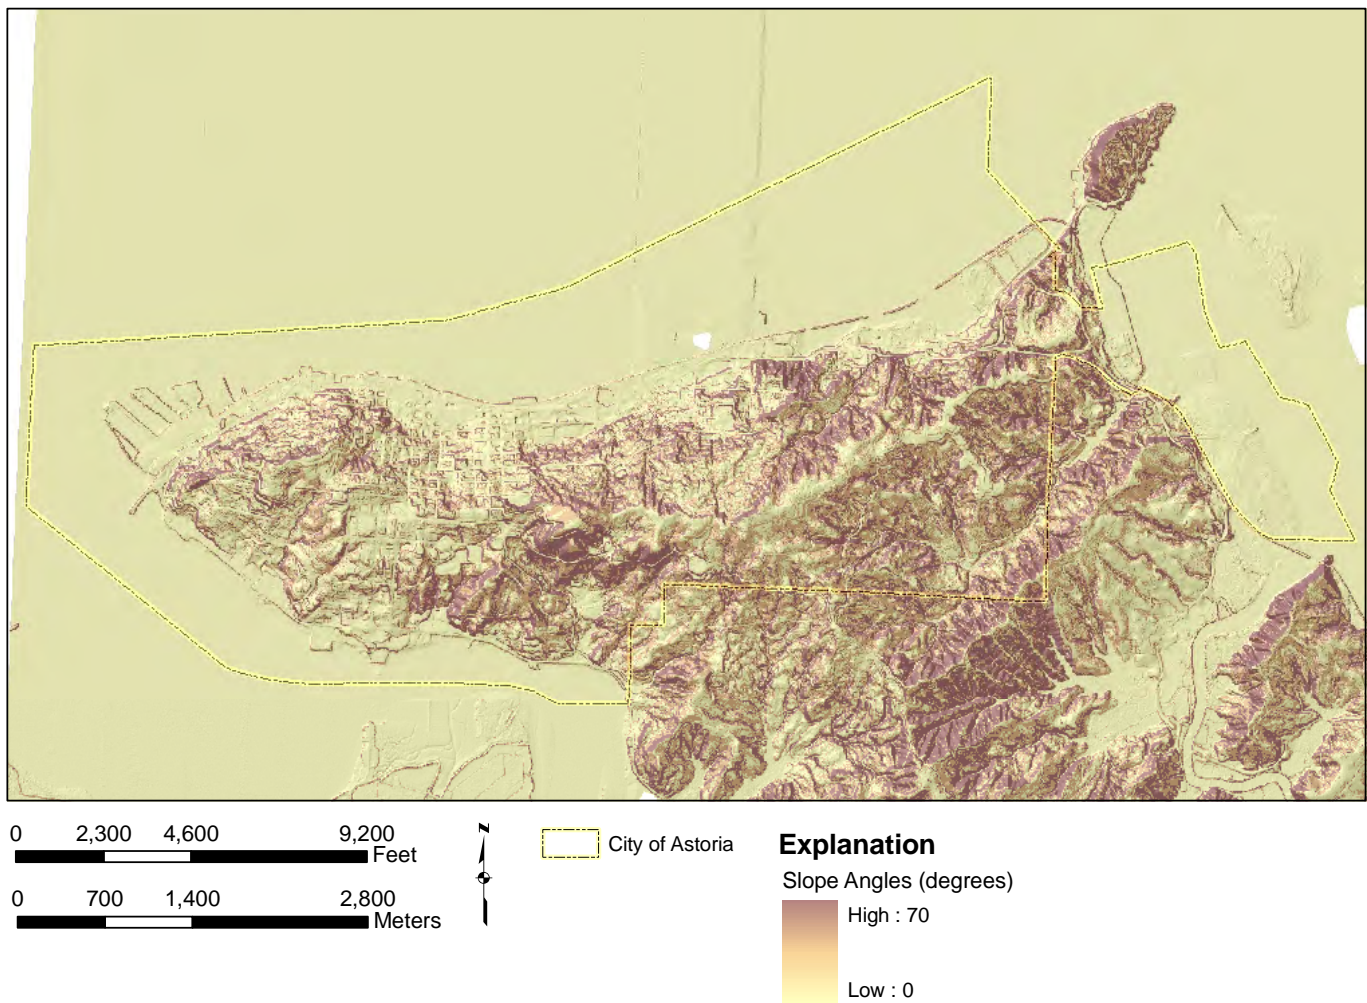 0 2,300 4,600 9,200
Feet
0 700 1,400 2,800
Meters
N
City of Astoria
Explanation
Slope Angles (degrees)
High : 70
Low : 0